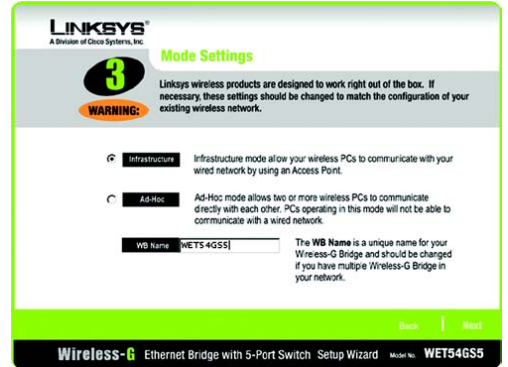 LINKSYS®
A Division of Cisco Systems, Inc.
Mode Settings
3
WARNING:
Linksys wireless products are designed to work right out of the box. If
necessary, these settings should be changed to match the configuration of your
existing wireless network.
Infrastructure
Infrastructure mode allow your wireless PCs to communicate with your
wired network by using an Access Point.
Ad-Hoc
Ad-Hoc mode allows two or more wireless PCs to communicate
directly with each other. PCs operating in this mode will not be able to
communicate with a wired network.
WB Name WET54GS5
The WB Name is a unique name for your
Wireless-G Bridge and should be changed
if you have multiple Wireless-G Bridge in
your network.
Back | Next
Wireless-G Ethernet Bridge with 5-Port Switch Setup Wizard Model No. WET54GS5